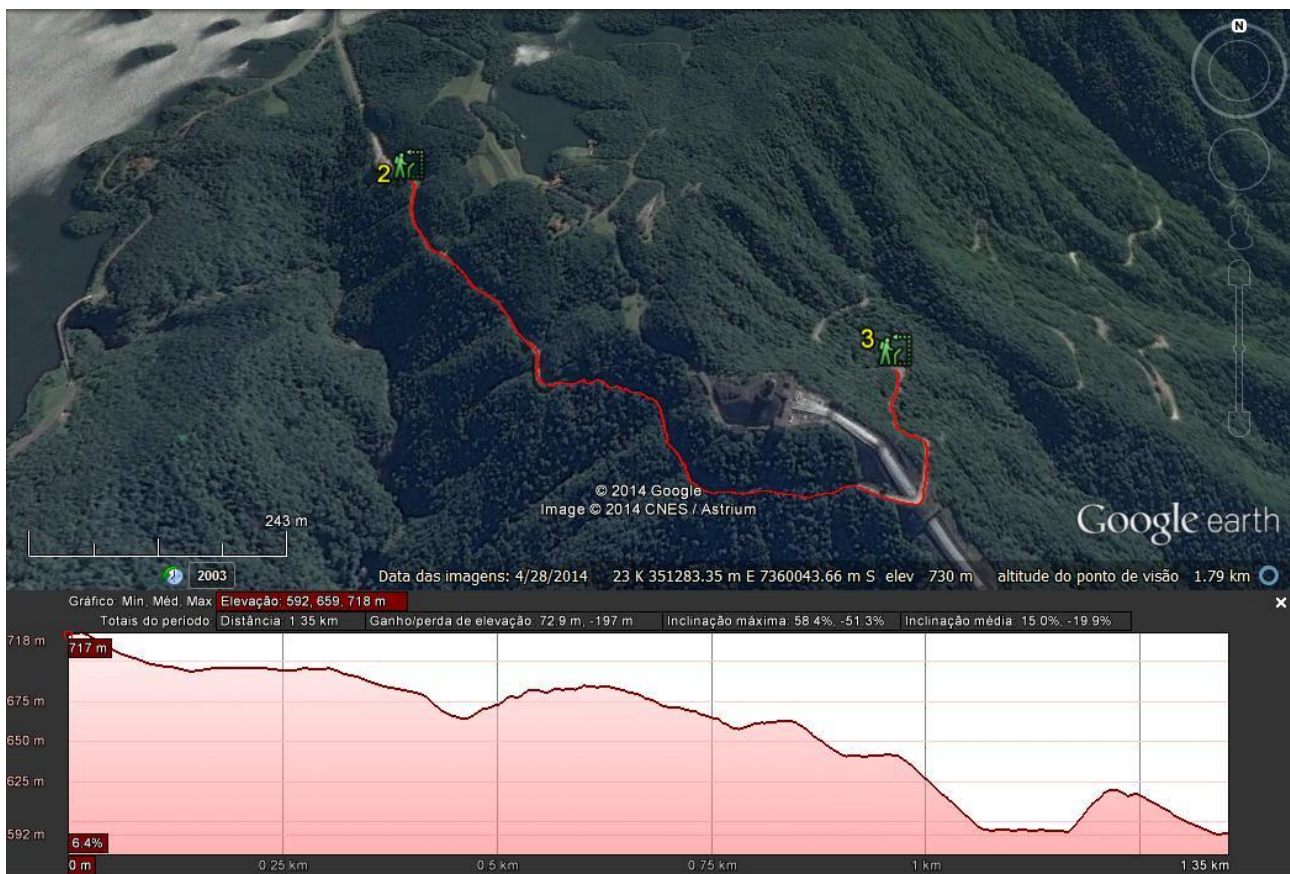 N
2
3
© 2014 Google
Image © 2014 CNES / Astrium
Google earth
243 m
2003
Data das imagens: 4/28/2014 23 K 351283.35 m E 7360043.66 m S elev 730 m altitude do ponto de visão 1.79 km
Gráfico: Min, Méd, Max Elevação: 592, 659, 718 m
Totais do período: Distância: 1.35 km Ganho/perda de elevação: 72.9 m, -197 m Inclinação máxima: 58.4%, -51.3% Inclinação média: 15.0%, -19.9%
718 m
717 m
675 m
650 m
625 m
592 m
6.4%
0 m 0.25 km 0.5 km 0.75 km 1 km 1.35 km